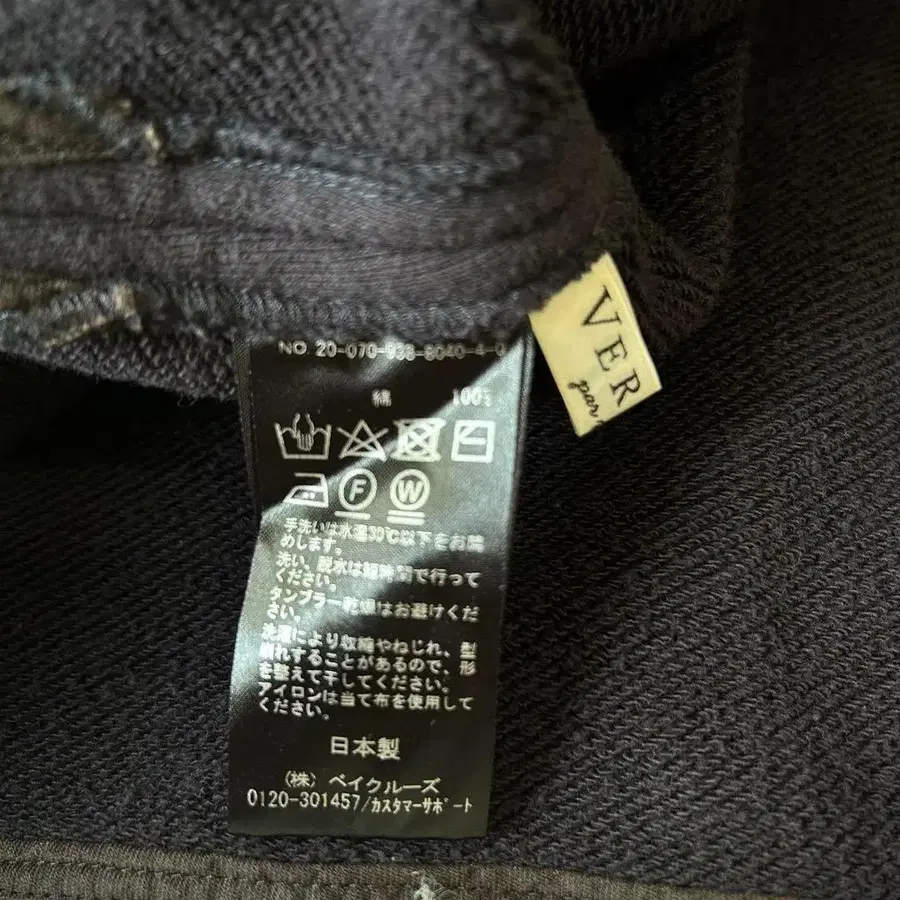 NO. 20-070-938-8040-4-0
VER
par
綿 100%
F W
手洗いは水温30℃以下をお薦
めします。
洗い、脱水は短時間で行って
ください。
タンブラー乾燥はお避けくだ
さい。
洗濯により収縮やねじれ、型
崩れすることがあるので、形
を整えて干してください。
アイロンは当て布を使用して
ください。
日本製
(株) ベイクルーズ
0120-301457/カスタマーサポート